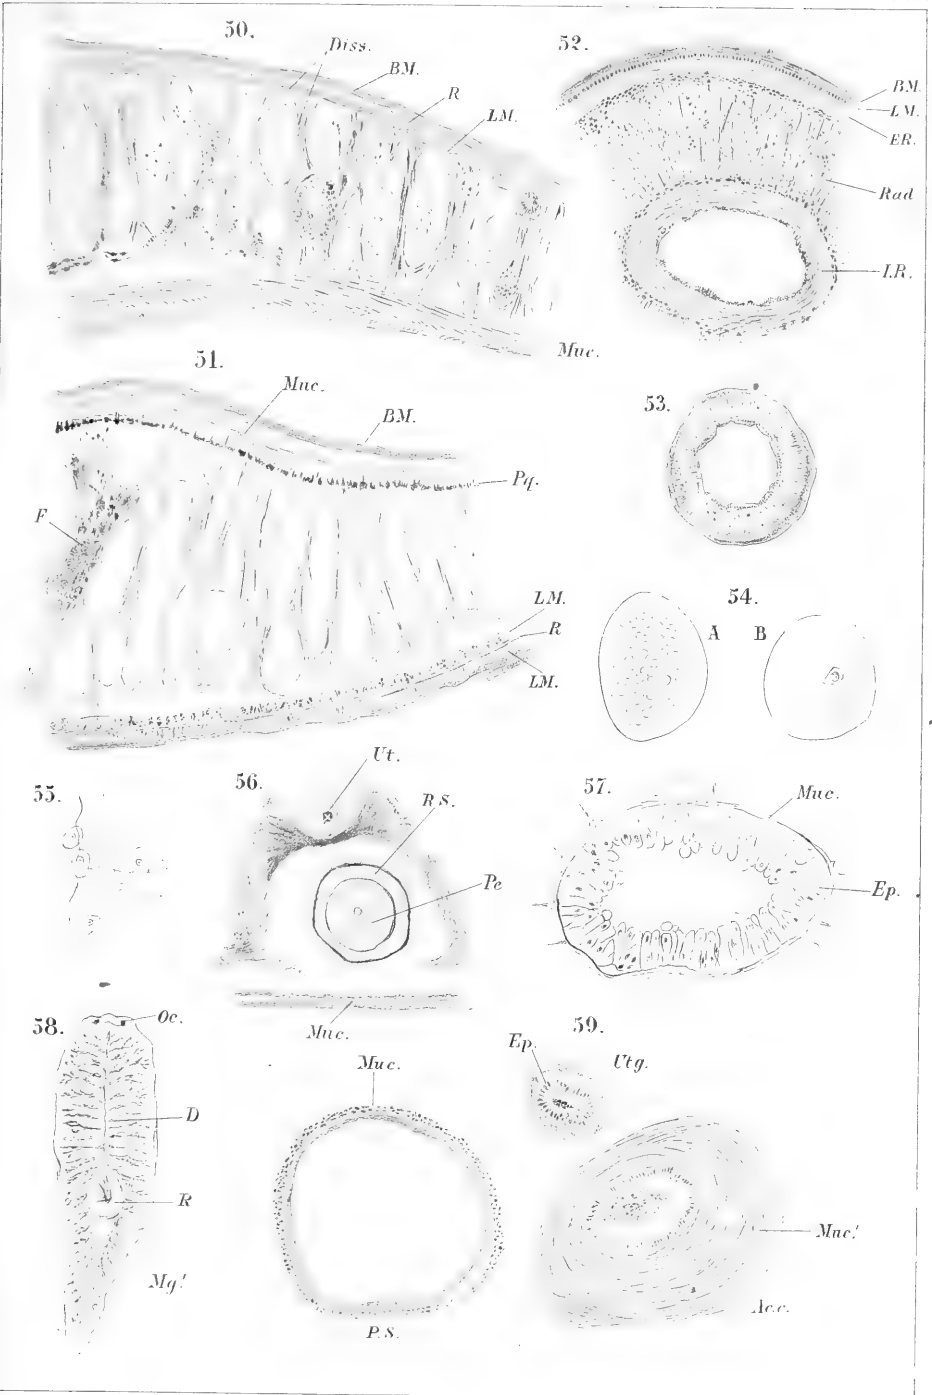 50.
Diss.
BM.
R
LM.
Muc.
52.
BM.
LM.
ER.
Rad
I.R.
51.
Muc.
BM.
Pq.
F
LM.
R
LM.
53.
54.
A B
55.
56.
Ut.
R.S.
Pe
Muc.
57.
Muc.
Ep.
58.
Oc.
D
R
Mg!
Muc.
P.S.
59.
Ep.
Utg.
Muc!
Ac.c.